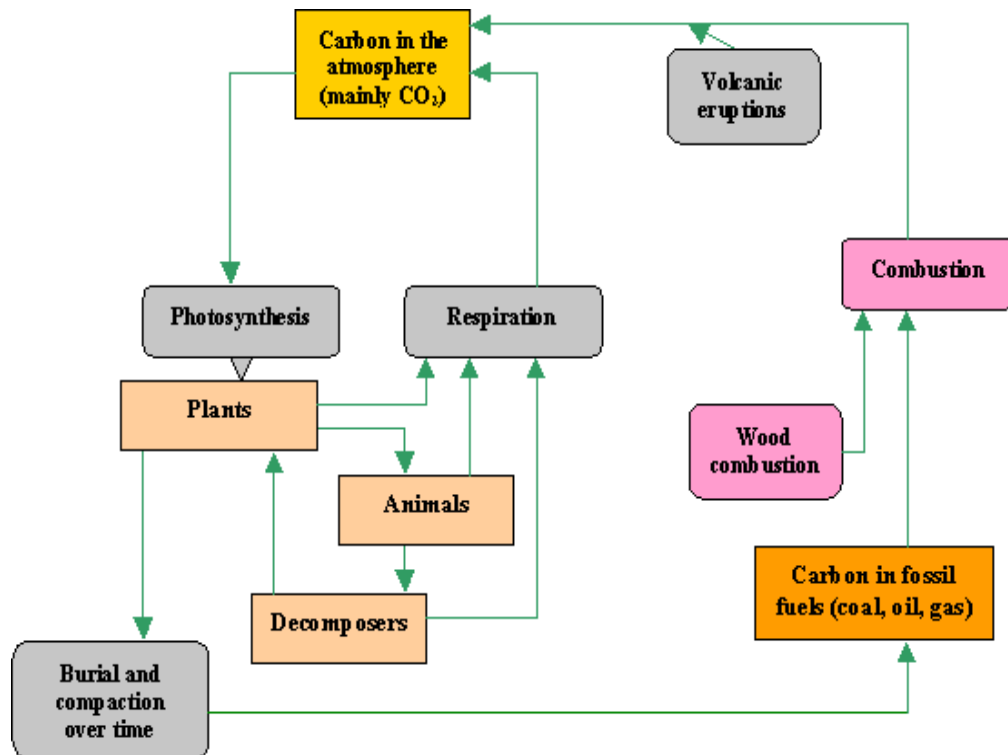 Carbon in the
atmosphere
(mainly CO₂)
Volcanic
eruptions
Combustion
Photosynthesis
Respiration
Plants
Wood
combustion
Animals
Carbon in fossil
fuels (coal, oil, gas)
Decomposers
Burial and
compaction
over time